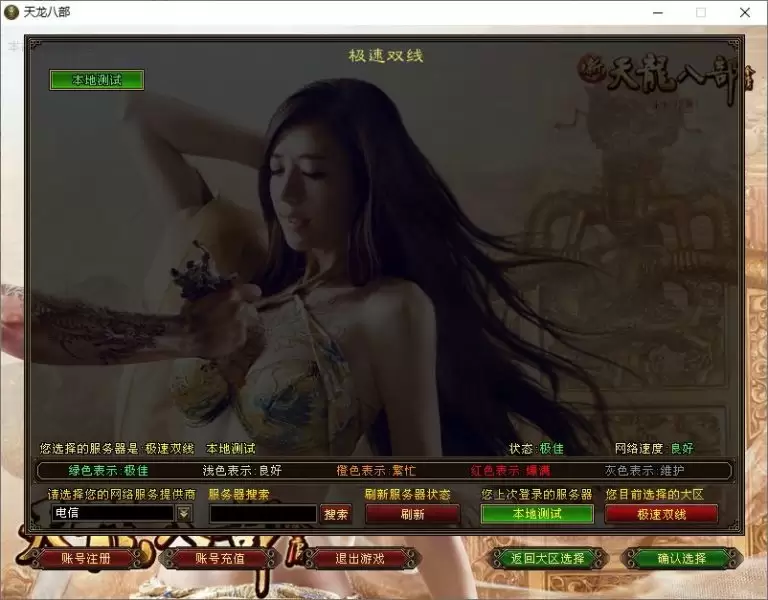 天龙八部
极速双线
本地测试
新天龍八部
您选择的服务器是 极速双线 本地测试 状态:极佳 网络速度:良好
绿色表示:极佳 浅色表示:良好 橙色表示:繁忙 红色表示:爆满 灰色表示:维护
请选择您的网络服务提供商 服务器搜索 刷新服务器状态 您上次登录的服务器 您目前选择的大区
电信 搜索 刷新 本地测试 极速双线
账号注册 账号充值 退出游戏 返回大区选择 确认选择